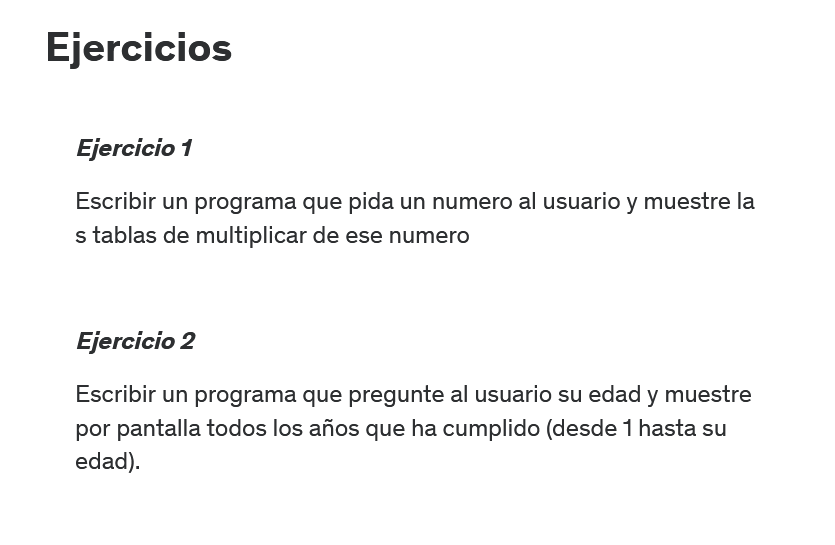 Ejercicios
Ejercicio 1
Escribir un programa que pida un numero al usuario y muestre la
s tablas de multiplicar de ese numero
Ejercicio 2
Escribir un programa que pregunte al usuario su edad y muestre
por pantalla todos los años que ha cumplido (desde 1 hasta su
edad).